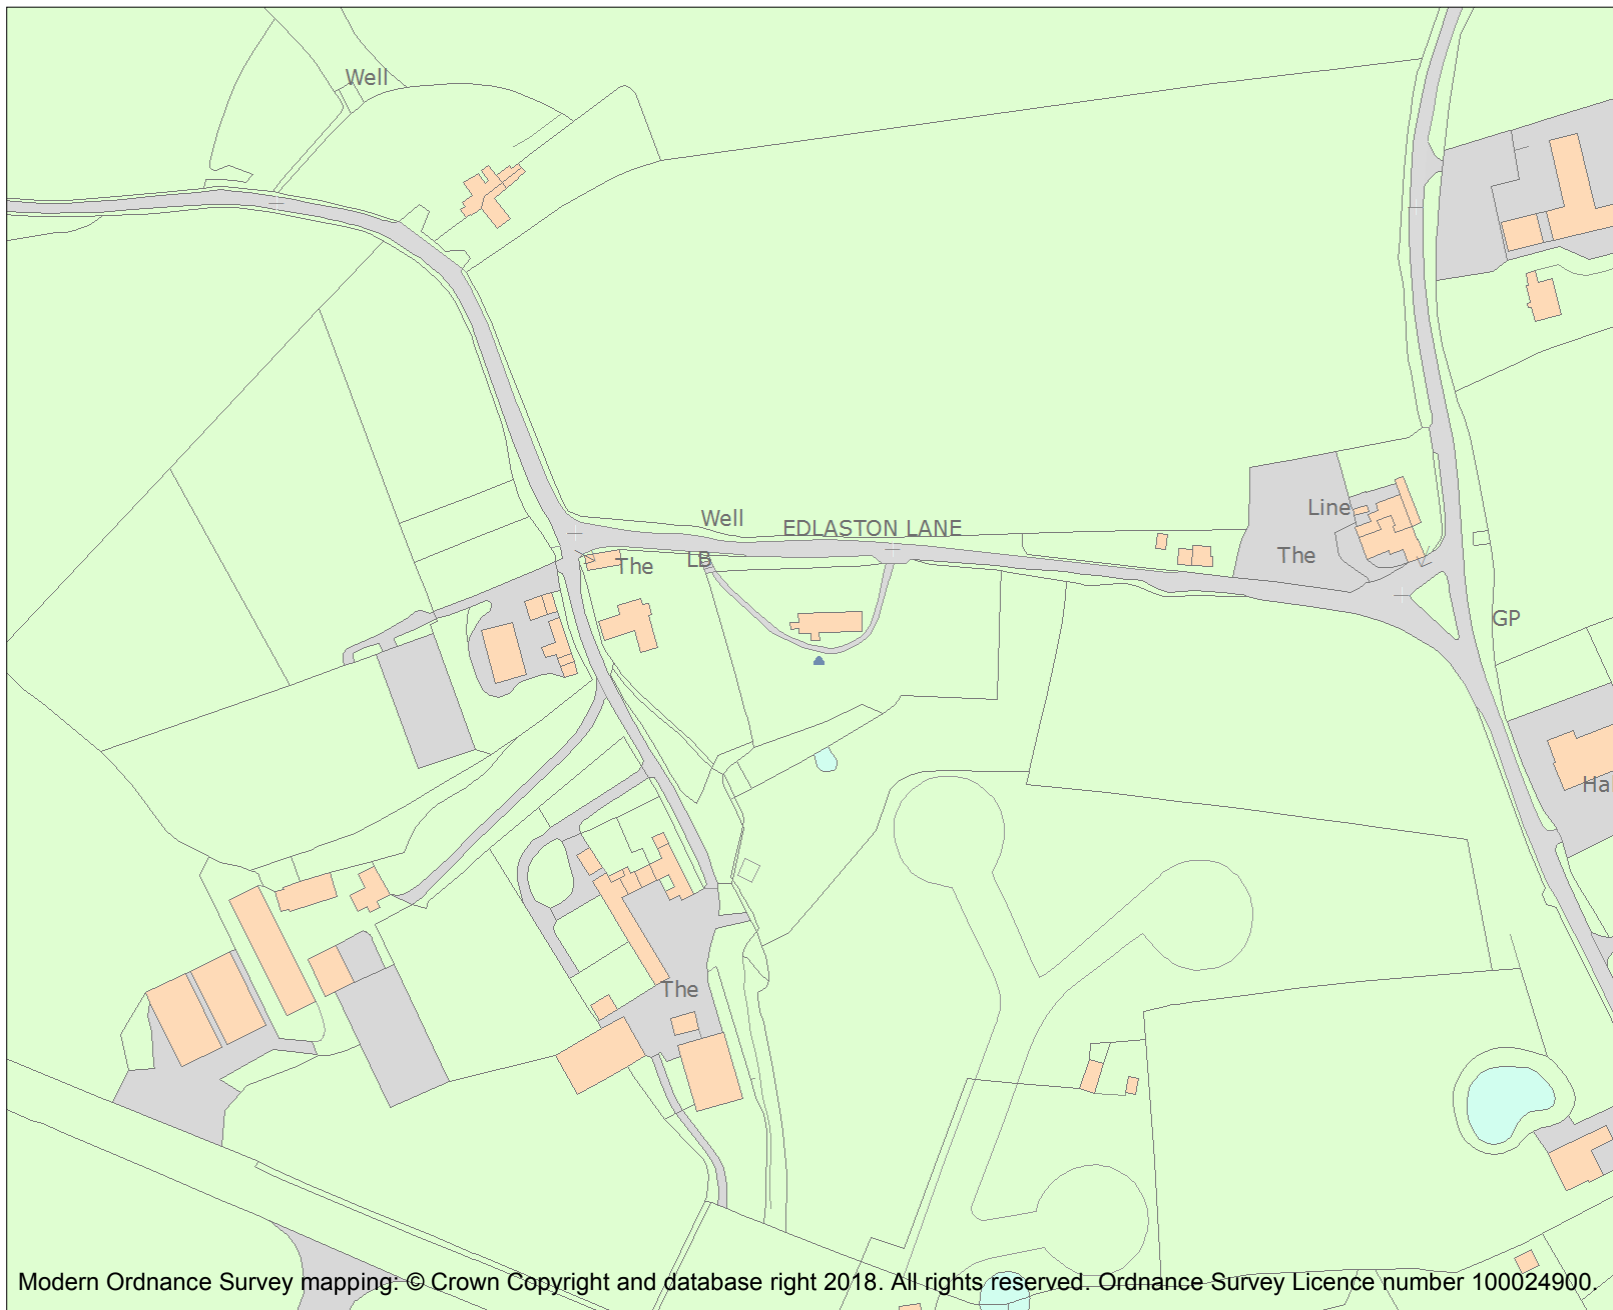 Well
Well
EDLASTON LANE
Line
LB
The
The
GP
Hal
The
Modern Ordnance Survey mapping: © Crown Copyright and database right 2018. All rights reserved. Ordnance Survey Licence number 100024900.